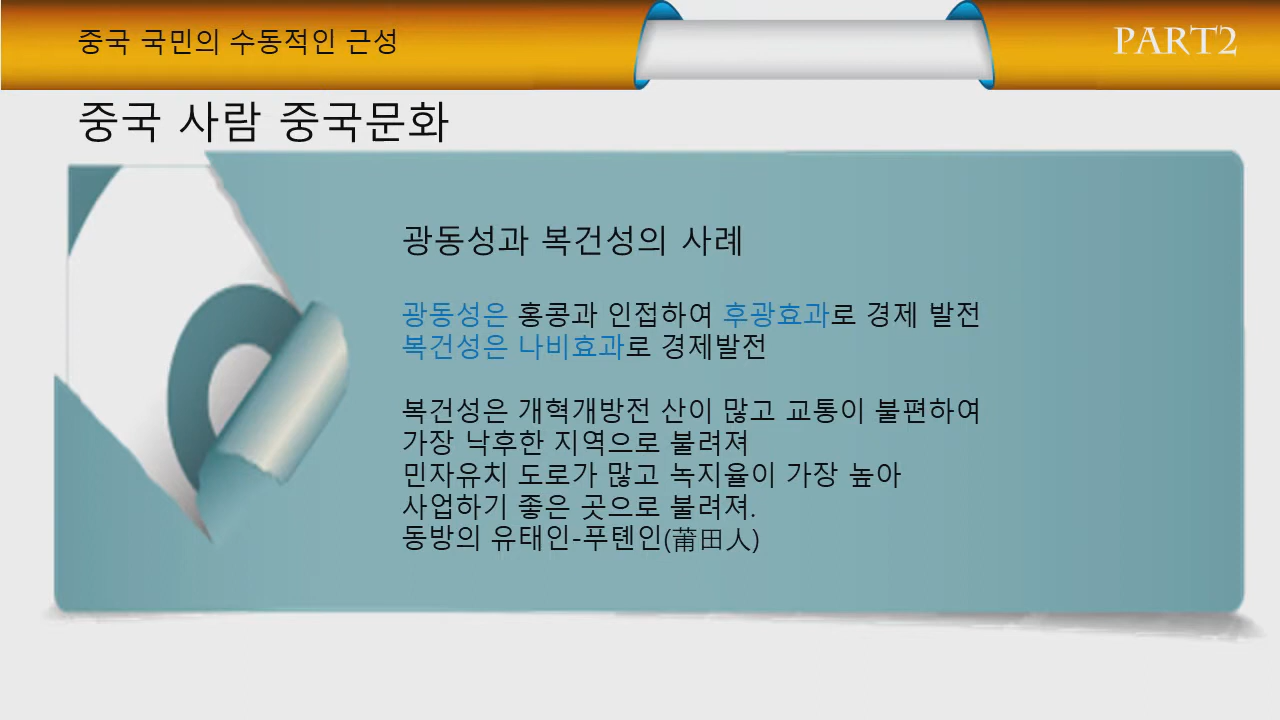 중국 국민의 수동적인 근성
PART2
중국 사람 중국문화
광동성과 복건성의 사례
광동성은 홍콩과 인접하여 후광효과로 경제 발전
복건성은 나비효과로 경제발전
복건성은 개혁개방전 산이 많고 교통이 불편하여
가장 낙후한 지역으로 불려져
민자유치 도로가 많고 녹지율이 가장 높아
사업하기 좋은 곳으로 불려져.
동방의 유태인-푸톈인(莆田人)